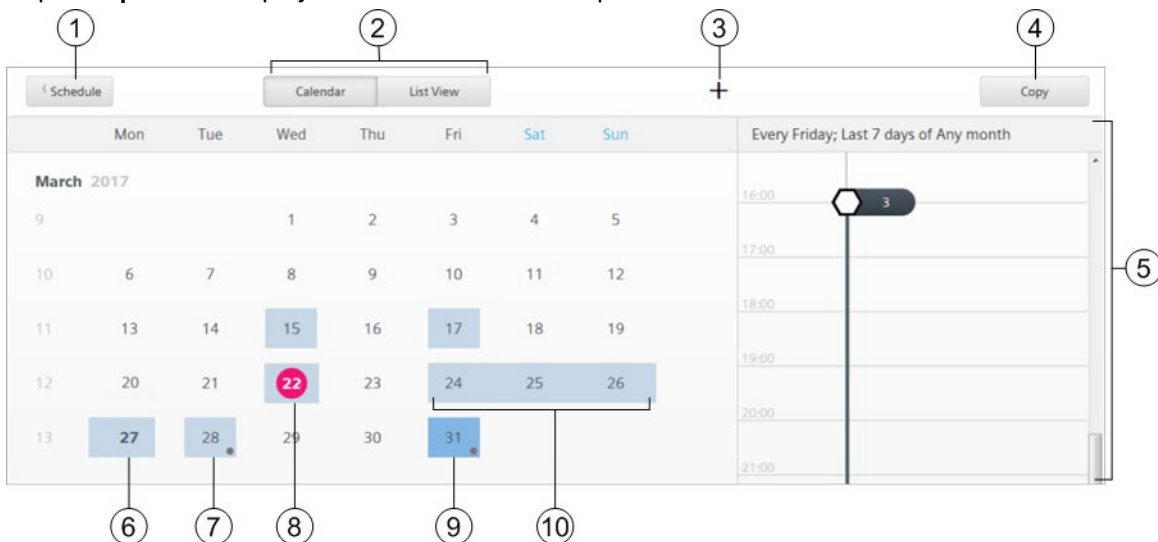 1 2 3 4
Schedule Calendar List View + Copy
Mon Tue Wed Thu Fri Sat Sun Every Friday; Last 7 days of Any month
March 2017
16:00 3
9 1 2 3 4 5
17:00
5
10 6 7 8 9 10 11 12
18:00
11 13 14 15 16 17 18 19
19:00
12 20 21 22 23 24 25 26
20:00
13 27 28 29 30 31
21:00
6 7 8 9 10